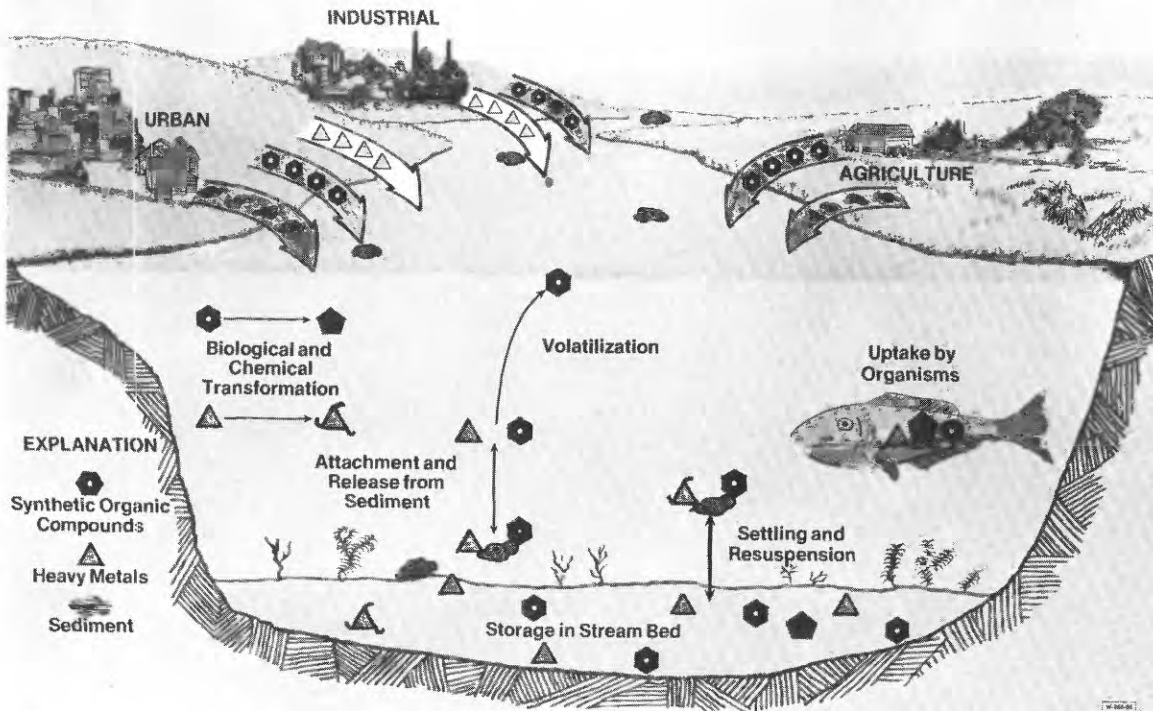 INDUSTRIAL
URBAN
AGRICULTURE
Biological and
Chemical
Transformation
Volatilization
Uptake by
Organisms
EXPLANATION
Synthetic Organic
Compounds
Heavy Metals
Sediment
Attachment and
Release from
Sediment
Settling and
Resuspension
Storage in Stream Bed